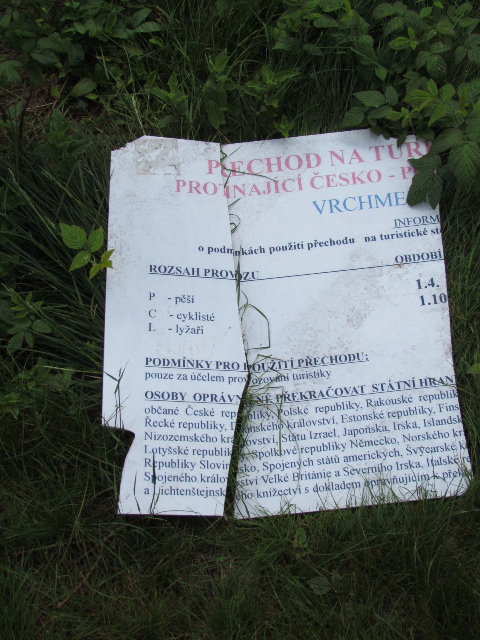 PŘECHOD NA TURI
PROTÍNAJÍCÍ ČESKO - P
VRCHME
INFORM
o podmínkách použití přechodu na turistické st
OBDOBÍ
ROZSAH PROVOZU
1.4.
P - pěší
1.10
C - cyklisté
L - lyžaři
PODMÍNKY PRO POUŽITÍ PŘECHODU:
pouze za účelem provozování turistiky
OSOBY OPRÁVNĚNÉ PŘEKRAČOVAT STÁTNÍ HRAN
občané České republiky, Polské republiky, Rakouské republik
Řecké republiky, Dánského království, Estonské republiky, Fins
Nizozemského království, Státu Izrael, Japonska, Irska, Islandsk
Lotyšské republiky, Spolkové republiky Německo, Norského krá
Republiky Slovinsko, Spojených států amerických, Švýcarské k
Spojeného království Velké Británie a Severního Irska, Italské r
a Lichtenštejnského knížectví s dokladem opravňujícím k překr